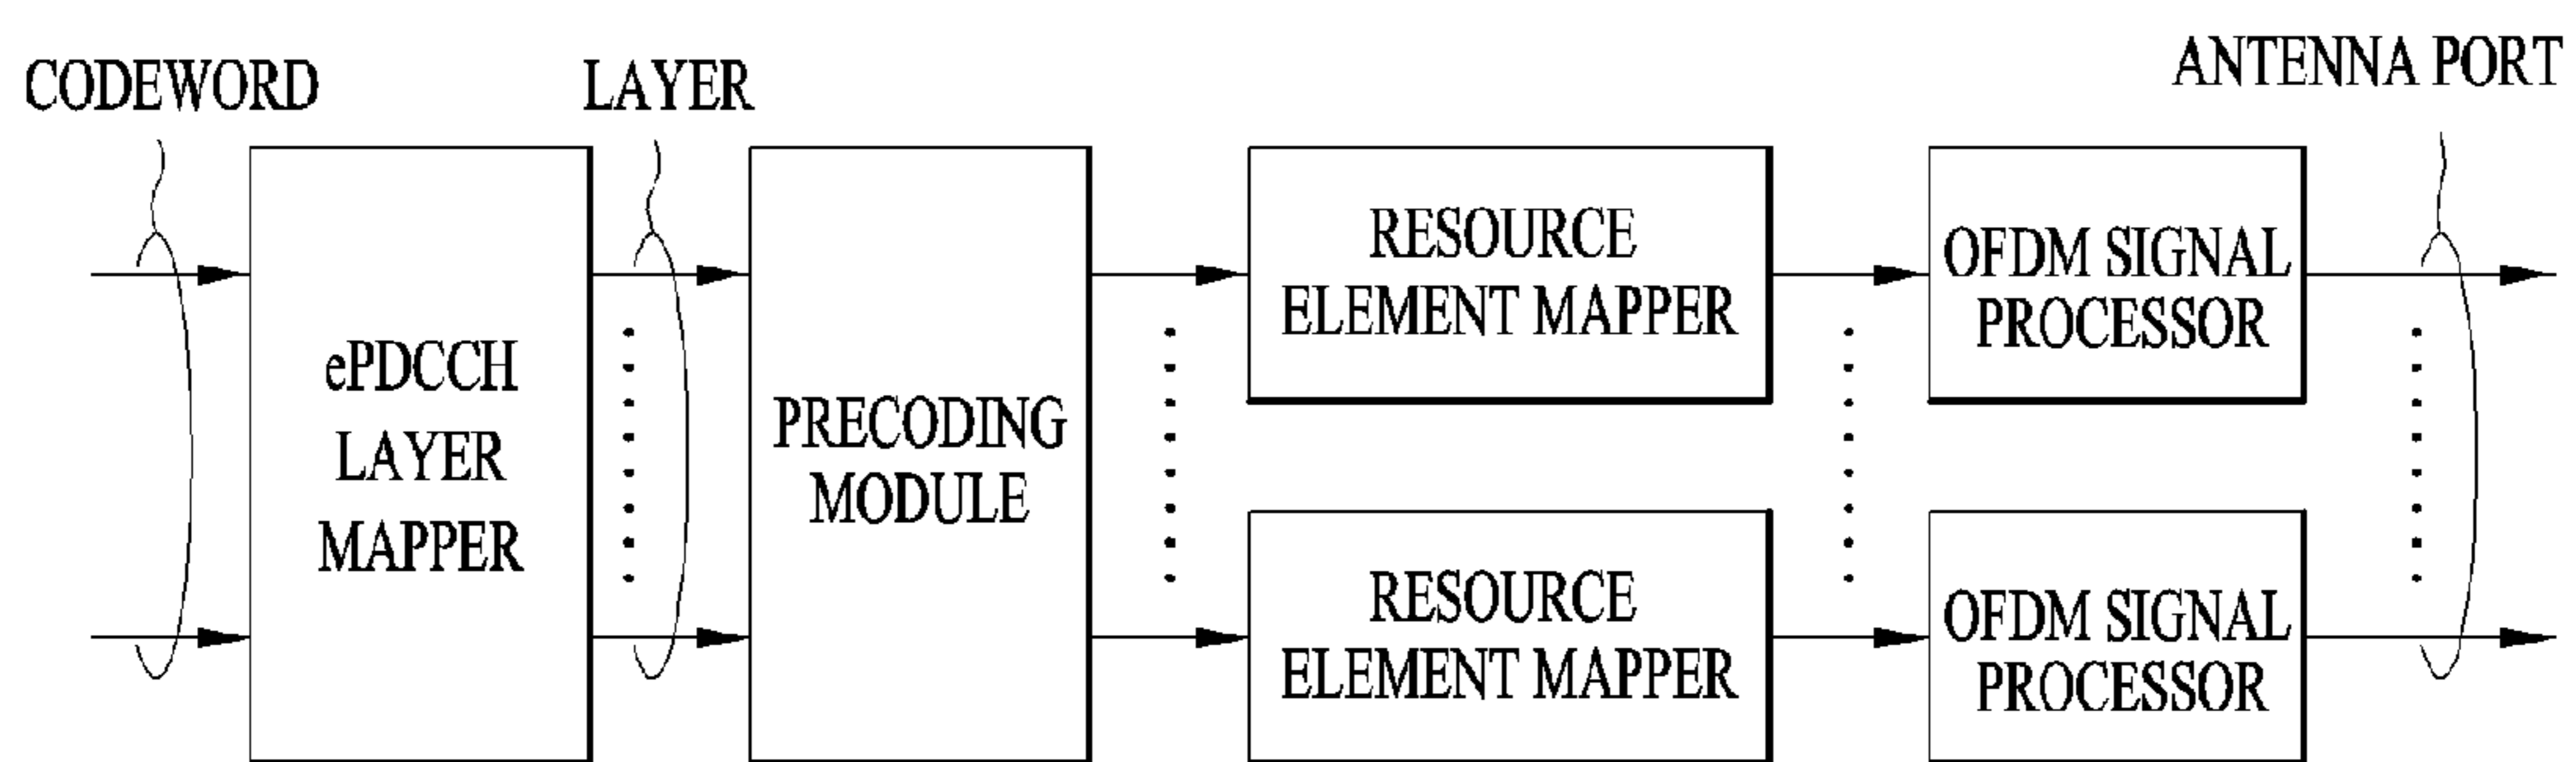 CODEWORD
LAYER
ANTENNA PORT
ePDCCH
LAYER
MAPPER
PRECODING
MODULE
RESOURCE
ELEMENT MAPPER
OFDM SIGNAL
PROCESSOR
RESOURCE
ELEMENT MAPPER
OFDM SIGNAL
PROCESSOR